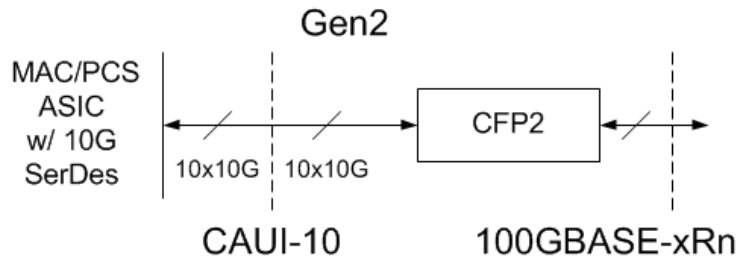 Gen2
MAC/PCS
ASIC
w/ 10G
SerDes
10x10G
10x10G
CFP2
CAUI-10
100GBASE-xRn